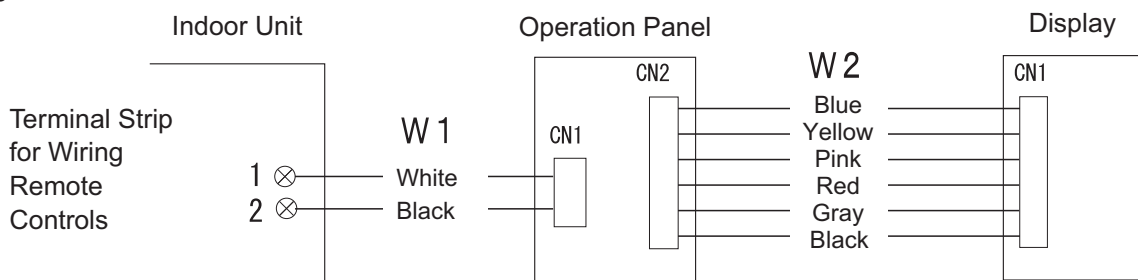 Indoor Unit
Operation Panel
Display
Terminal Strip
for Wiring
Remote
Controls
1
2
W1
White
Black
CN1
CN2
W2
Blue
Yellow
Pink
Red
Gray
Black
CN1